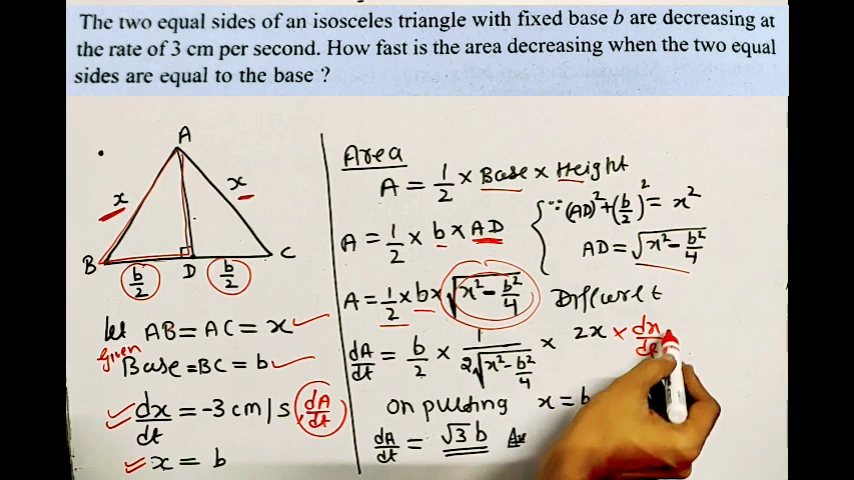 The two equal sides of an isosceles triangle with fixed base b are decreasing at
the rate of 3 cm per second. How fast is the area decreasing when the two equal
sides are equal to the base ?
A
x
x
B
D
C
b/2
b/2
let AB = AC = x
Given
Base = BC = b
dx/dt = -3 cm/s, dA/dt
x = b
Area
A = 1/2 × Base × Height
A = 1/2 × b × AD
{∵ (AD)² + (b/2)² = x²
AD = √(x² - b²/4)
A = 1/2 × b × √(x² - b²/4)
dA/dt = b/2 × 1/(2√(x² - b²/4)) × 2x × dx/dt
on putting x = b
dA/dt = √3 b